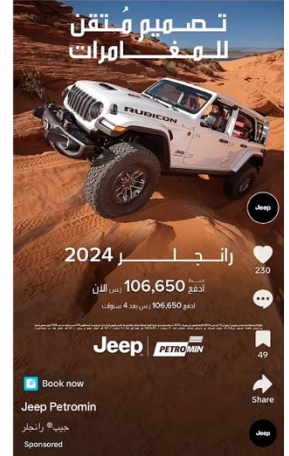 تصميم مُتقن
للمغامرات
RUBICON
Jeep
Jeep
رانجلر 2024
ادفع 106,650 ر.س الآن
ادفع 106,650 ر.س بعد 4 سنوات
230
Jeep PETROMIN
49
Book now
Share
Jeep Petromin
جيب® رانجلر
Jeep
Sponsored